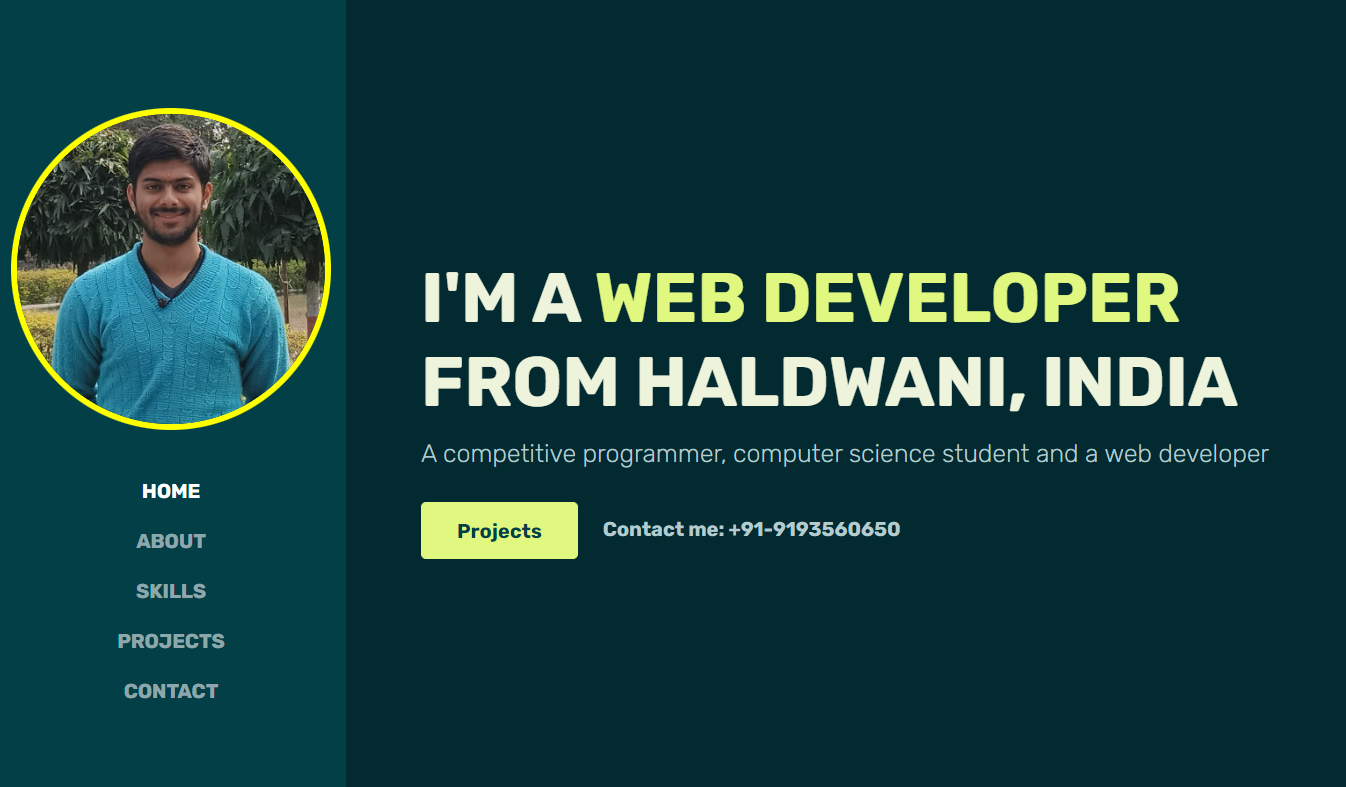 HOME
ABOUT
SKILLS
PROJECTS
CONTACT
I'M A WEB DEVELOPER
FROM HALDWANI, INDIA
A competitive programmer, computer science student and a web developer
Projects
Contact me: +91-9193560650